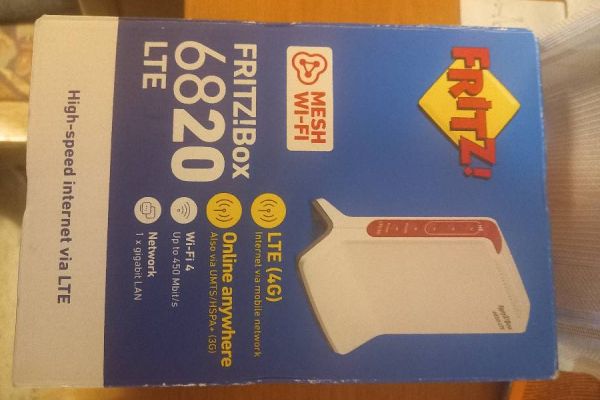 FRITZ!
MESH
WI-FI
FRITZ!Box
6820
LTE
LTE (4G)
Internet via mobile network
Online anywhere
Also via UMTS/HSPA+ (3G)
Wi-Fi 4
Up to 450 Mbit/s
Network
1 x gigabit LAN
High-speed internet via LTE